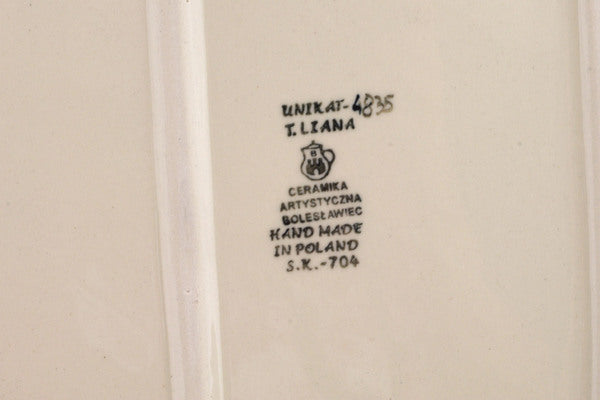 UNIKAT-4835
T.LIANA
B
CERAMIKA
ARTYSTYCZNA
BOLESŁAWIEC
HAND MADE
IN POLAND
S.K.-704